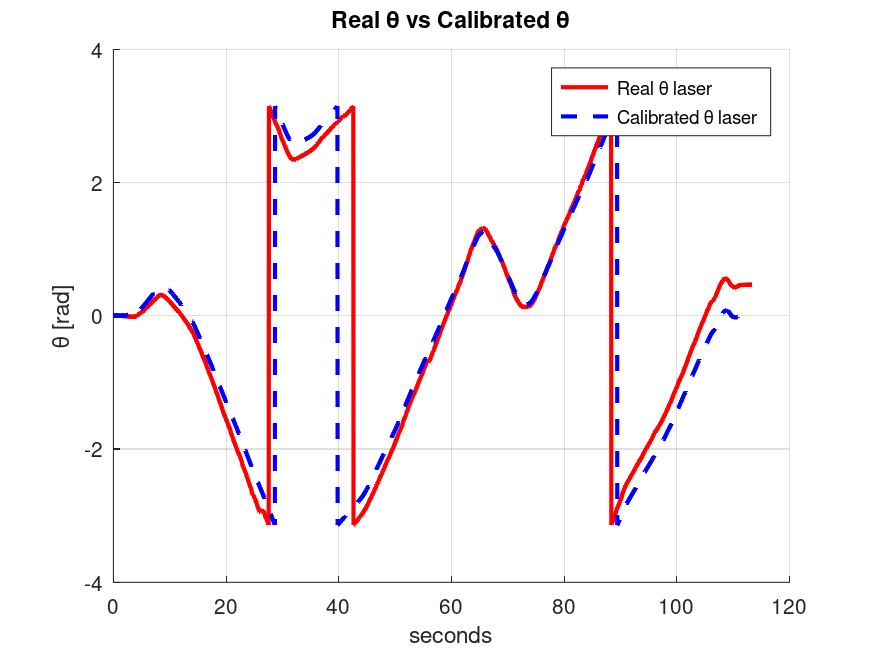 Real θ vs Calibrated θ
Real θ laser
Calibrated θ laser
4
2
0
-2
-4
θ [rad]
0 20 40 60 80 100 120
seconds